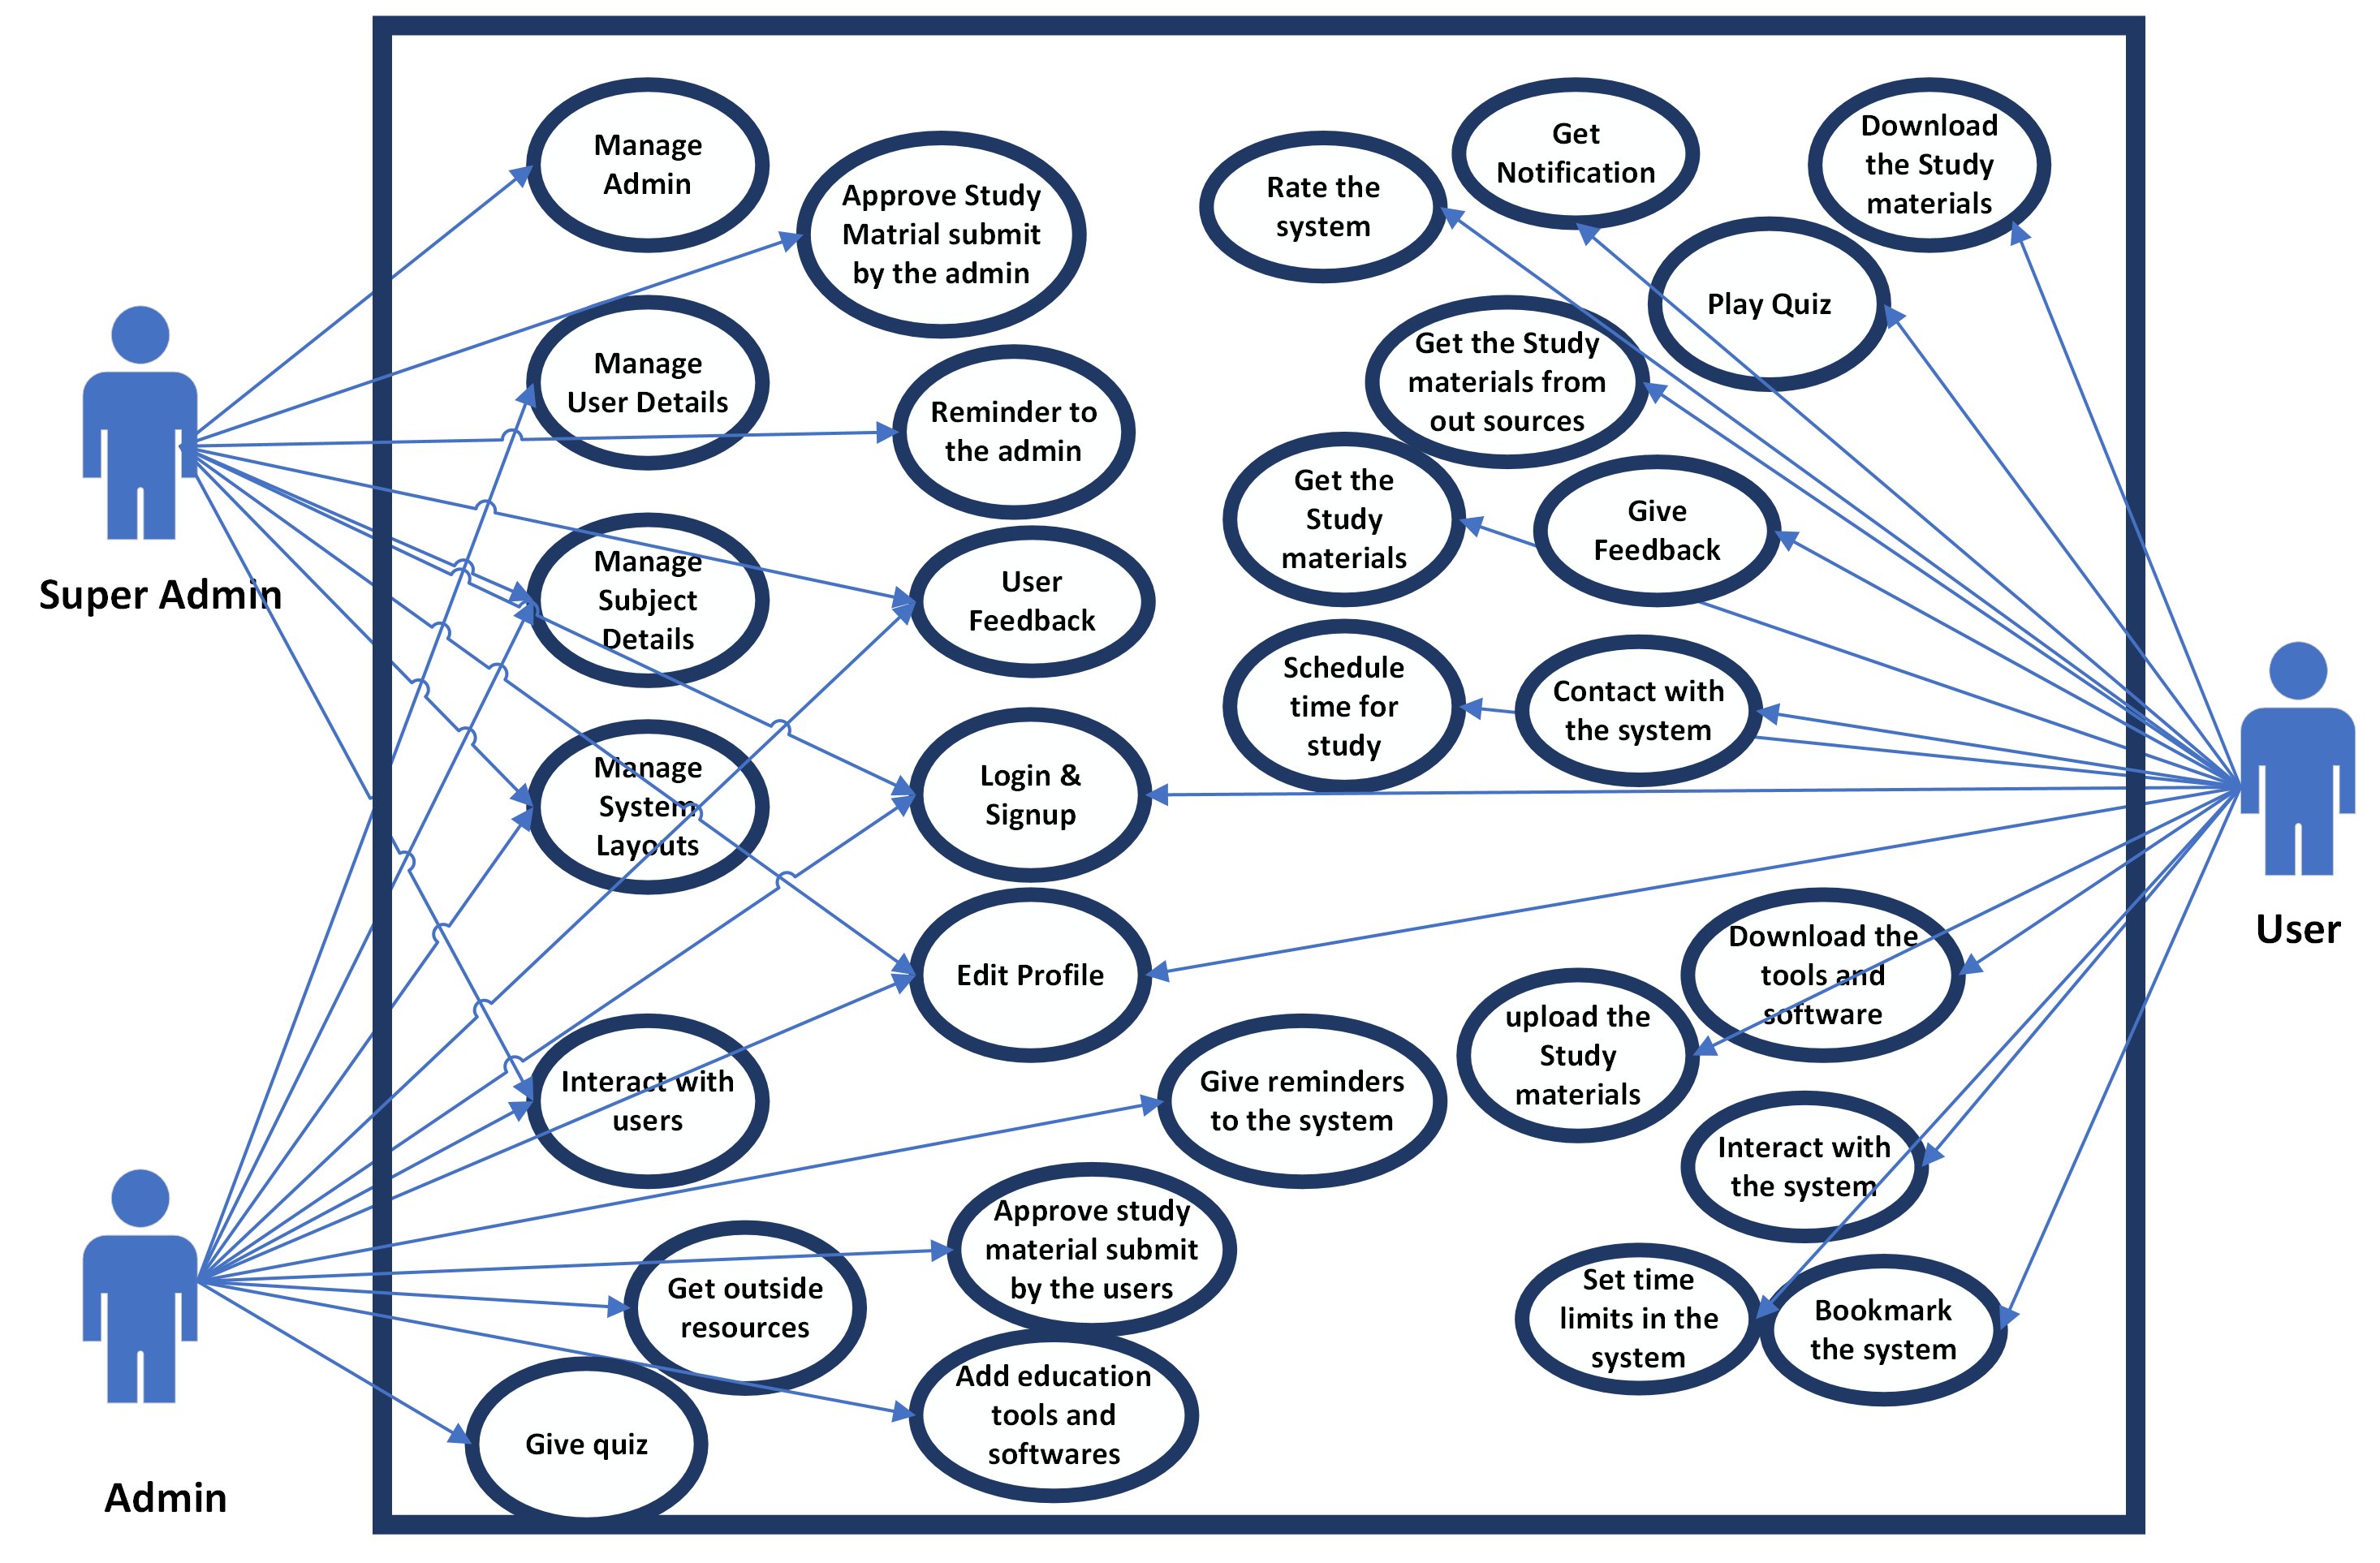 Manage
Admin
Approve Study
Matrial submit
by the admin
Rate the
system
Get
Notification
Download
the Study
materials
Play Quiz
Manage
User Details
Reminder to
the admin
Get the Study
materials from
out sources
Get the
Study
materials
Give
Feedback
Super Admin
Manage
Subject
Details
User
Feedback
Schedule
time for
study
Contact with
the system
Manage
System
Layouts
Login &
Signup
User
Edit Profile
Download the
tools and
software
upload the
Study
materials
Interact with
users
Give reminders
to the system
Interact with
the system
Approve study
material submit
by the users
Get outside
resources
Set time
limits in the
system
Bookmark
the system
Add education
tools and
softwares
Give quiz
Admin